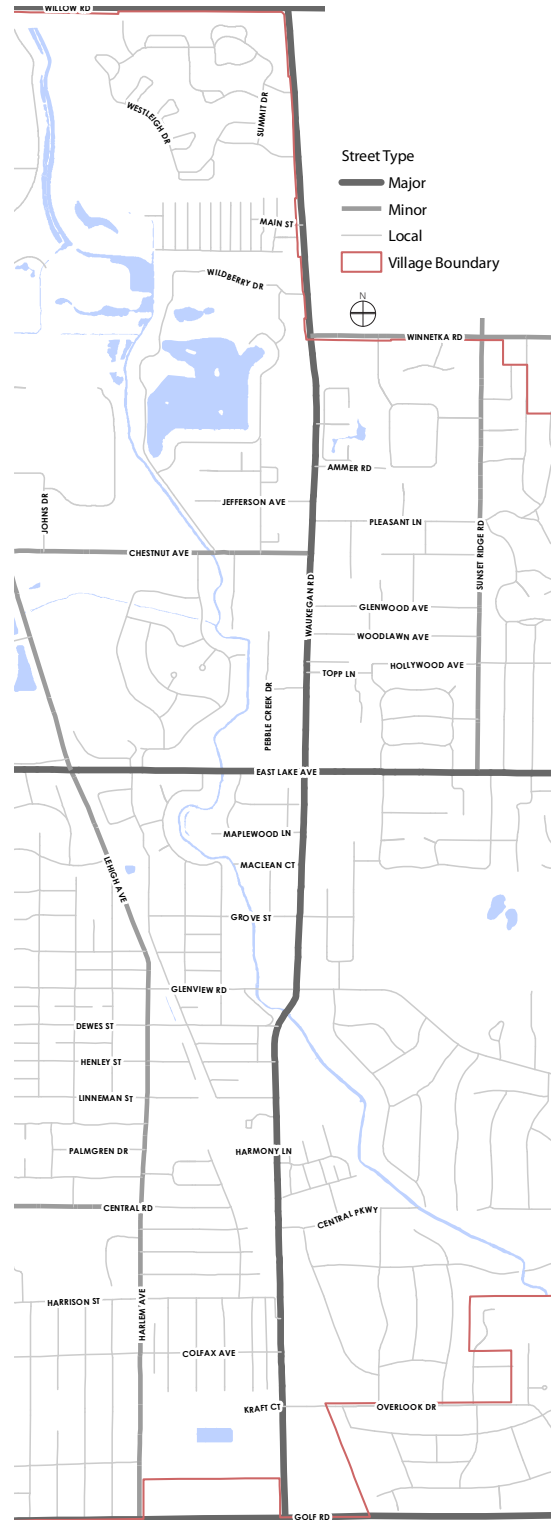 WILLOW RD
WESTLEIGH DR
SUMMIT DR
Street Type
Major
Minor
Local
Village Boundary
MAIN ST
WILDBERRY DR
N
WINNETKA RD
AMMER RD
JEFFERSON AVE
JOHNS DR
PLEASANT LN
SUNSET RIDGE RD
CHESTNUT AVE
WAUKEGAN RD
GLENWOOD AVE
WOODLAWN AVE
HOLLYWOOD AVE
TOPP LN
PEBBLE CREEK DR
EAST LAKE AVE
MAPLEWOOD LN
MACLEAN CT
LEHIGH AVE
GROVE ST
GLENVIEW RD
DEWES ST
HENLEY ST
LINNEMAN ST
PALMGREN DR
HARMONY LN
CENTRAL RD
CENTRAL PKWY
HARRISON ST
HARLEM AVE
COLFAX AVE
KRAFT CT
OVERLOOK DR
GOLF RD